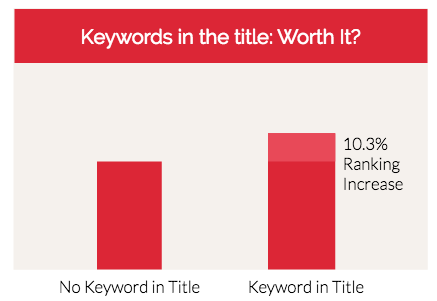 Keywords in the title: Worth It?
10.3%
Ranking
Increase
No Keyword in Title
Keyword in Title